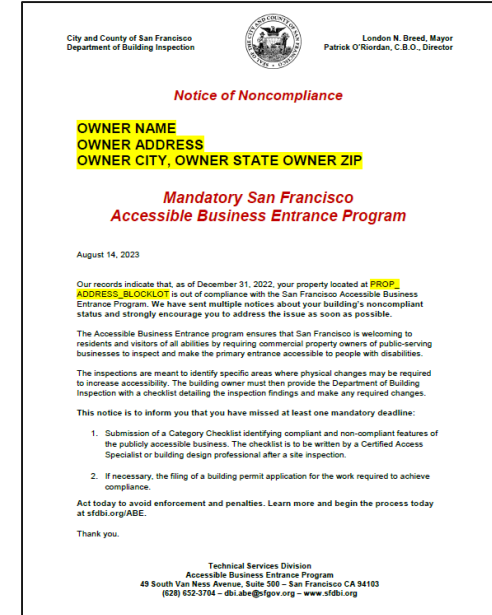 City and County of San Francisco
Department of Building Inspection
London N. Breed, Mayor
Patrick O'Riordan, C.B.O., Director
Notice of Noncompliance
OWNER NAME
OWNER ADDRESS
OWNER CITY, OWNER STATE OWNER ZIP
Mandatory San Francisco
Accessible Business Entrance Program
August 14, 2023
Our records indicate that, as of December 31, 2022, your property located at PROP_
ADDRESS_BLOCKLOT is out of compliance with the San Francisco Accessible Business
Entrance Program. We have sent multiple notices about your building's noncompliant
status and strongly encourage you to address the issue as soon as possible.
The Accessible Business Entrance program ensures that San Francisco is welcoming to
residents and visitors of all abilities by requiring commercial property owners of public-serving
businesses to inspect and make the primary entrance accessible to people with disabilities.
The inspections are meant to identify specific areas where physical changes may be required
to increase accessibility. The building owner must then provide the Department of Building
Inspection with a checklist detailing the inspection findings and make any required changes.
This notice is to inform you that you have missed at least one mandatory deadline:
1. Submission of a Category Checklist identifying compliant and non-compliant features of
the publicly accessible business. The checklist is to be written by a Certified Access
Specialist or building design professional after a site inspection.
2. If necessary, the filing of a building permit application for the work required to achieve
compliance.
Act today to avoid enforcement and penalties. Learn more and begin the process today
at sfdbi.org/ABE.
Thank you.
Technical Services Division
Accessible Business Entrance Program
49 South Van Ness Avenue, Suite 500 – San Francisco CA 94103
(628) 652-3704 – dbi.abe@sfgov.org – www.sfdbi.org